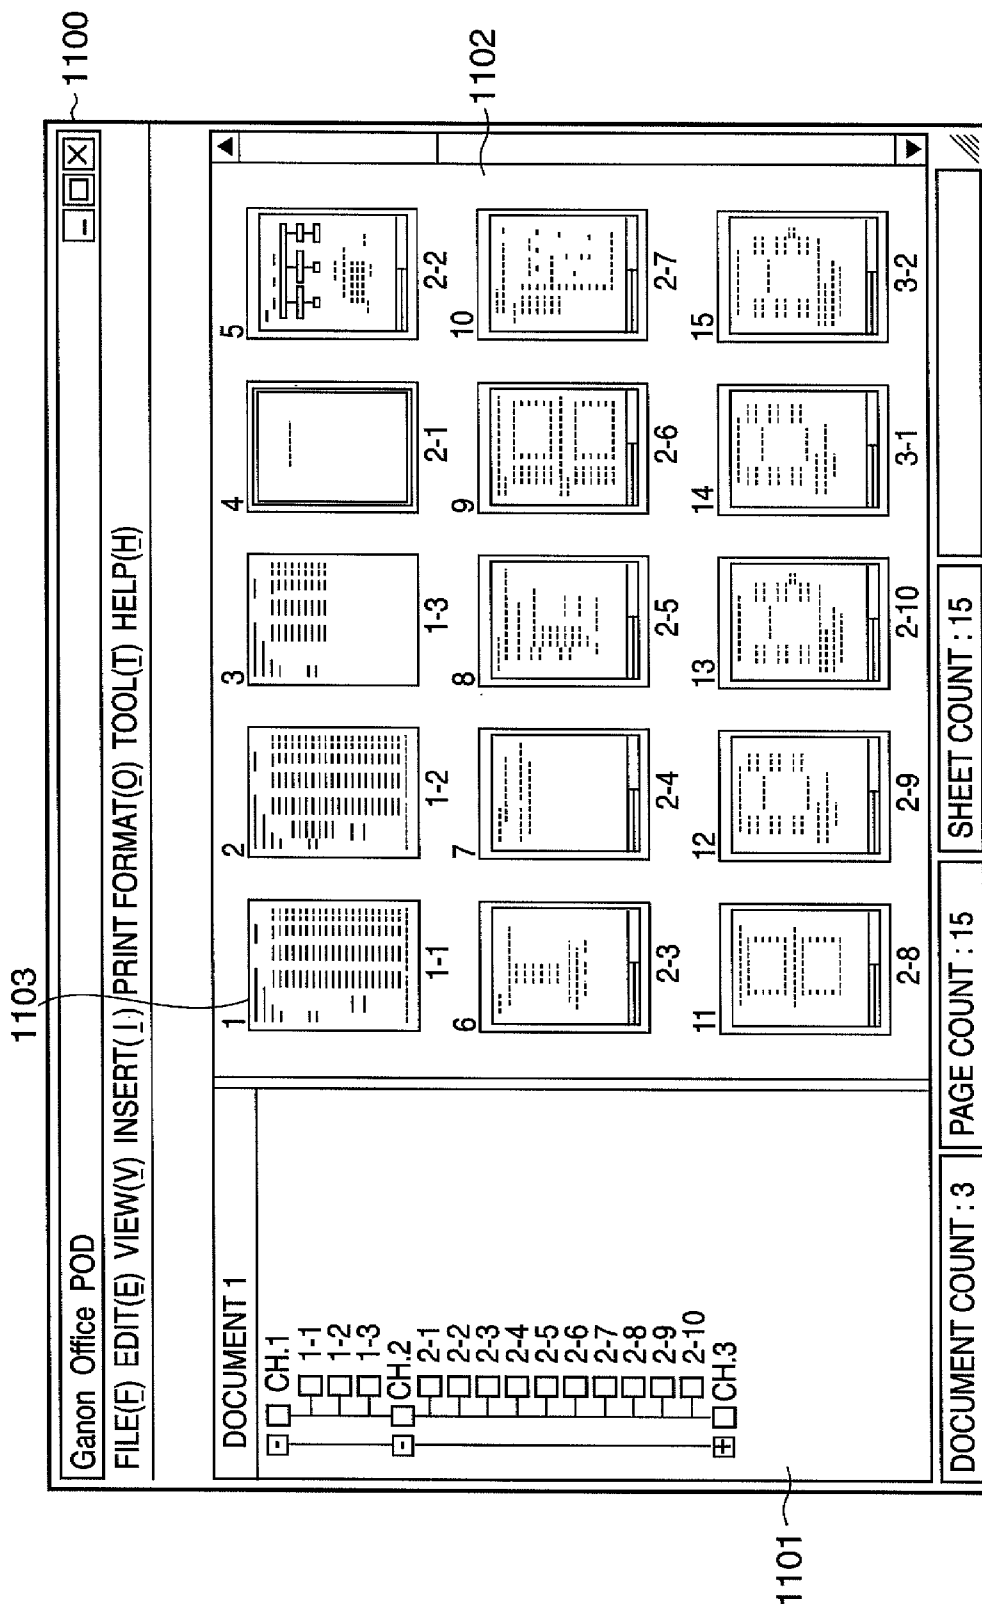 1100
Ganon Office POD
FILE(F) EDIT(E) VIEW(V) INSERT(I) PRINT FORMAT(O) TOOL(T) HELP(H)
1103
1102
DOCUMENT 1
CH.1
1-1
1-2
1-3
CH.2
2-1
2-2
2-3
2-4
2-5
2-6
2-7
2-8
2-9
2-10
CH.3
1101
1 2 3 4 5
1-1 1-2 1-3 2-1 2-2
6 7 8 9 10
2-3 2-4 2-5 2-6 2-7
11 12 13 14 15
2-8 2-9 2-10 3-1 3-2
DOCUMENT COUNT : 3 PAGE COUNT : 15 SHEET COUNT : 15